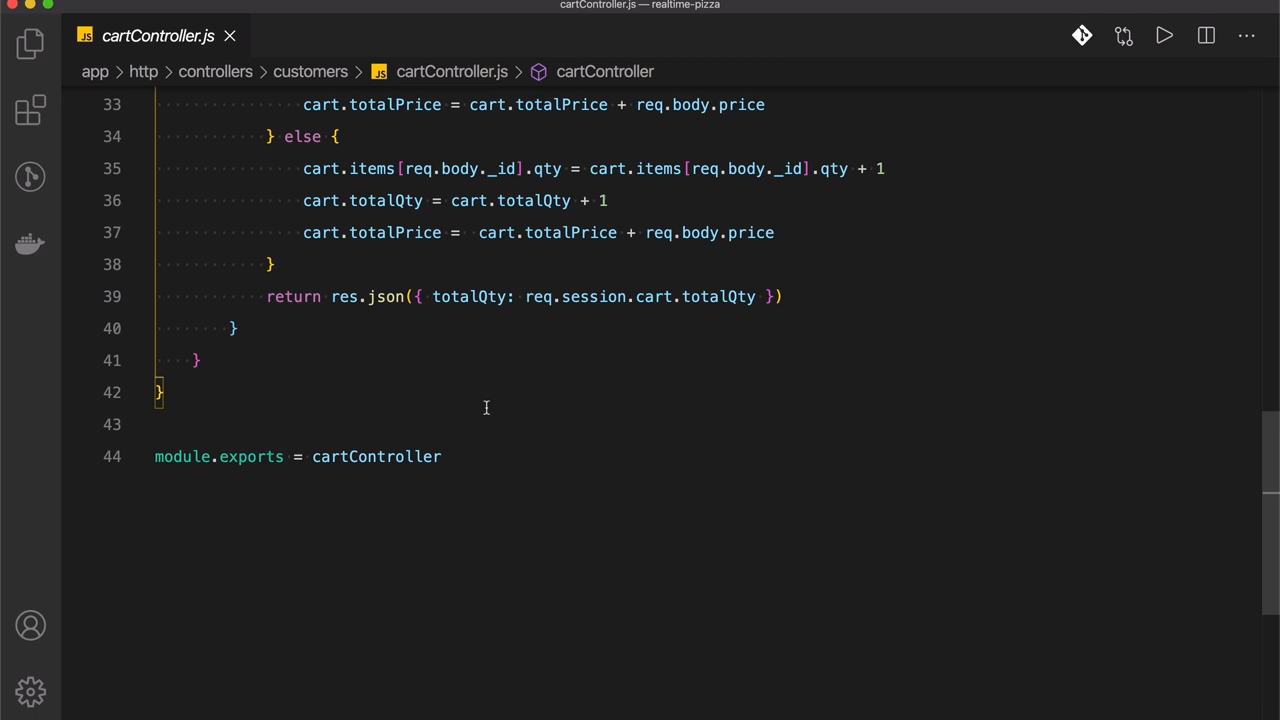 cartController.js — realtime-pizza
JS cartController.js
app > http > controllers > customers > JS cartController.js > cartController
33 cart.totalPrice = cart.totalPrice + req.body.price
34 } else {
35 cart.items[req.body._id].qty = cart.items[req.body._id].qty + 1
36 cart.totalQty = cart.totalQty + 1
37 cart.totalPrice =  cart.totalPrice + req.body.price
38 }
39 return res.json({ totalQty: req.session.cart.totalQty })
40 }
41 }
42 }
43
44 module.exports = cartController